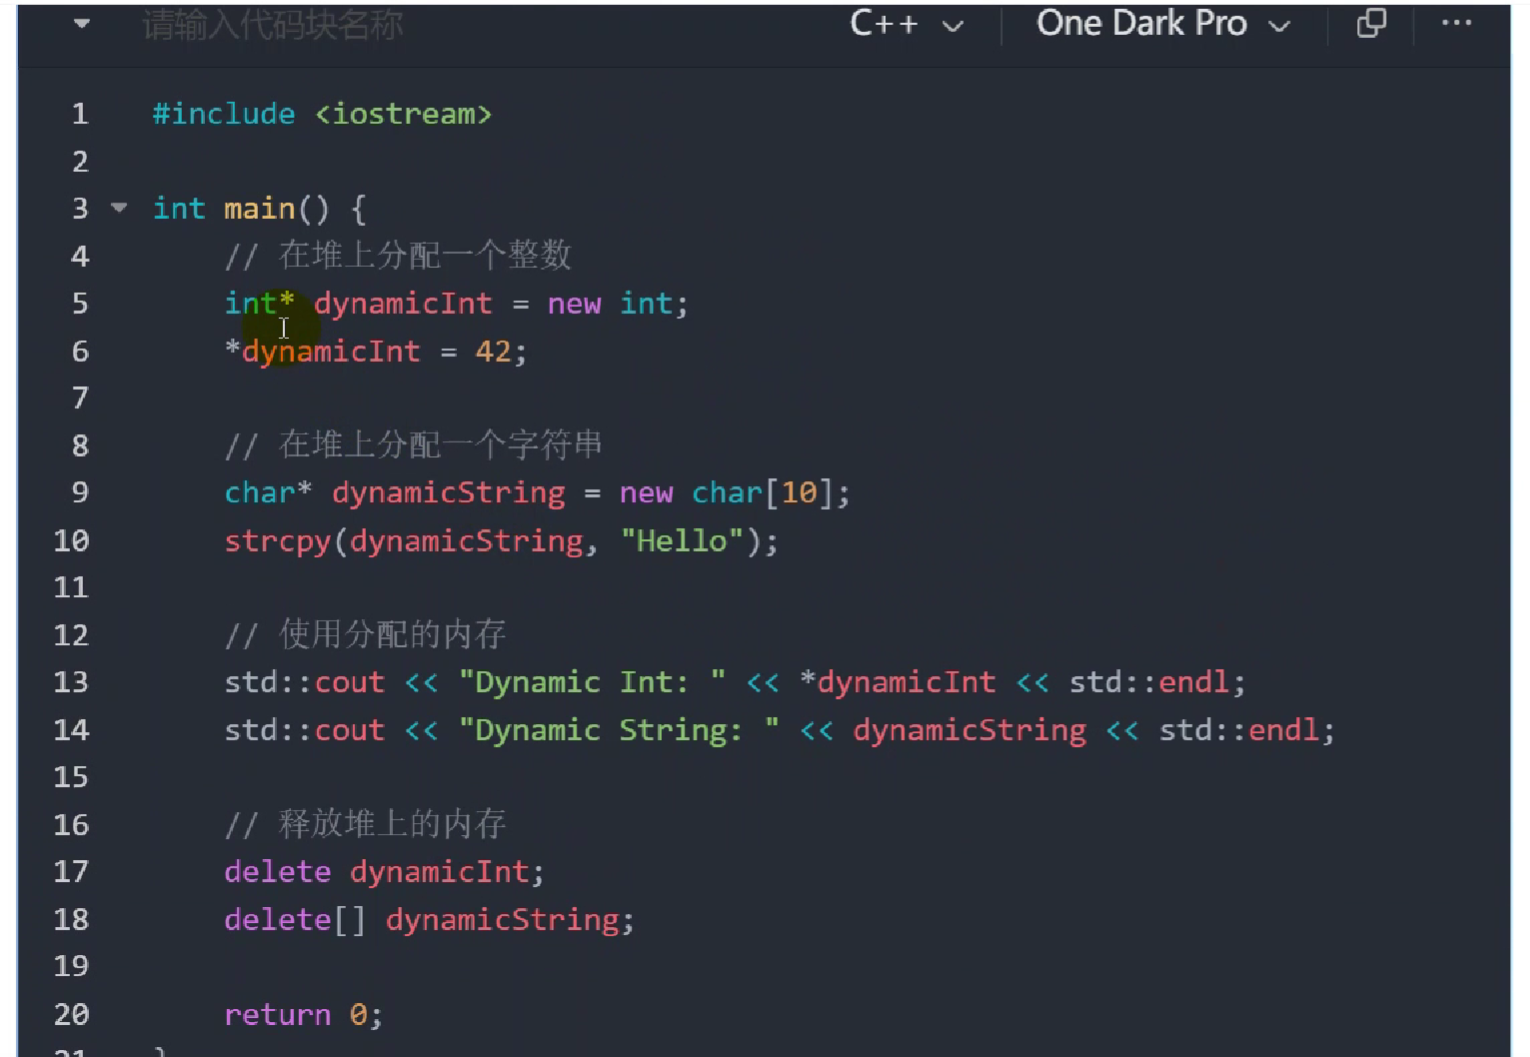 请输入代码块名称 C++ One Dark Pro ...
1 #include <iostream>
2
3 int main() {
4 // 在堆上分配一个整数
5 int* dynamicInt = new int;
6 *dynamicInt = 42;
7
8 // 在堆上分配一个字符串
9 char* dynamicString = new char[10];
10 strcpy(dynamicString, "Hello");
11
12 // 使用分配的内存
13 std::cout << "Dynamic Int: " << *dynamicInt << std::endl;
14 std::cout << "Dynamic String: " << dynamicString << std::endl;
15
16 // 释放堆上的内存
17 delete dynamicInt;
18 delete[] dynamicString;
19
20 return 0;
21 }